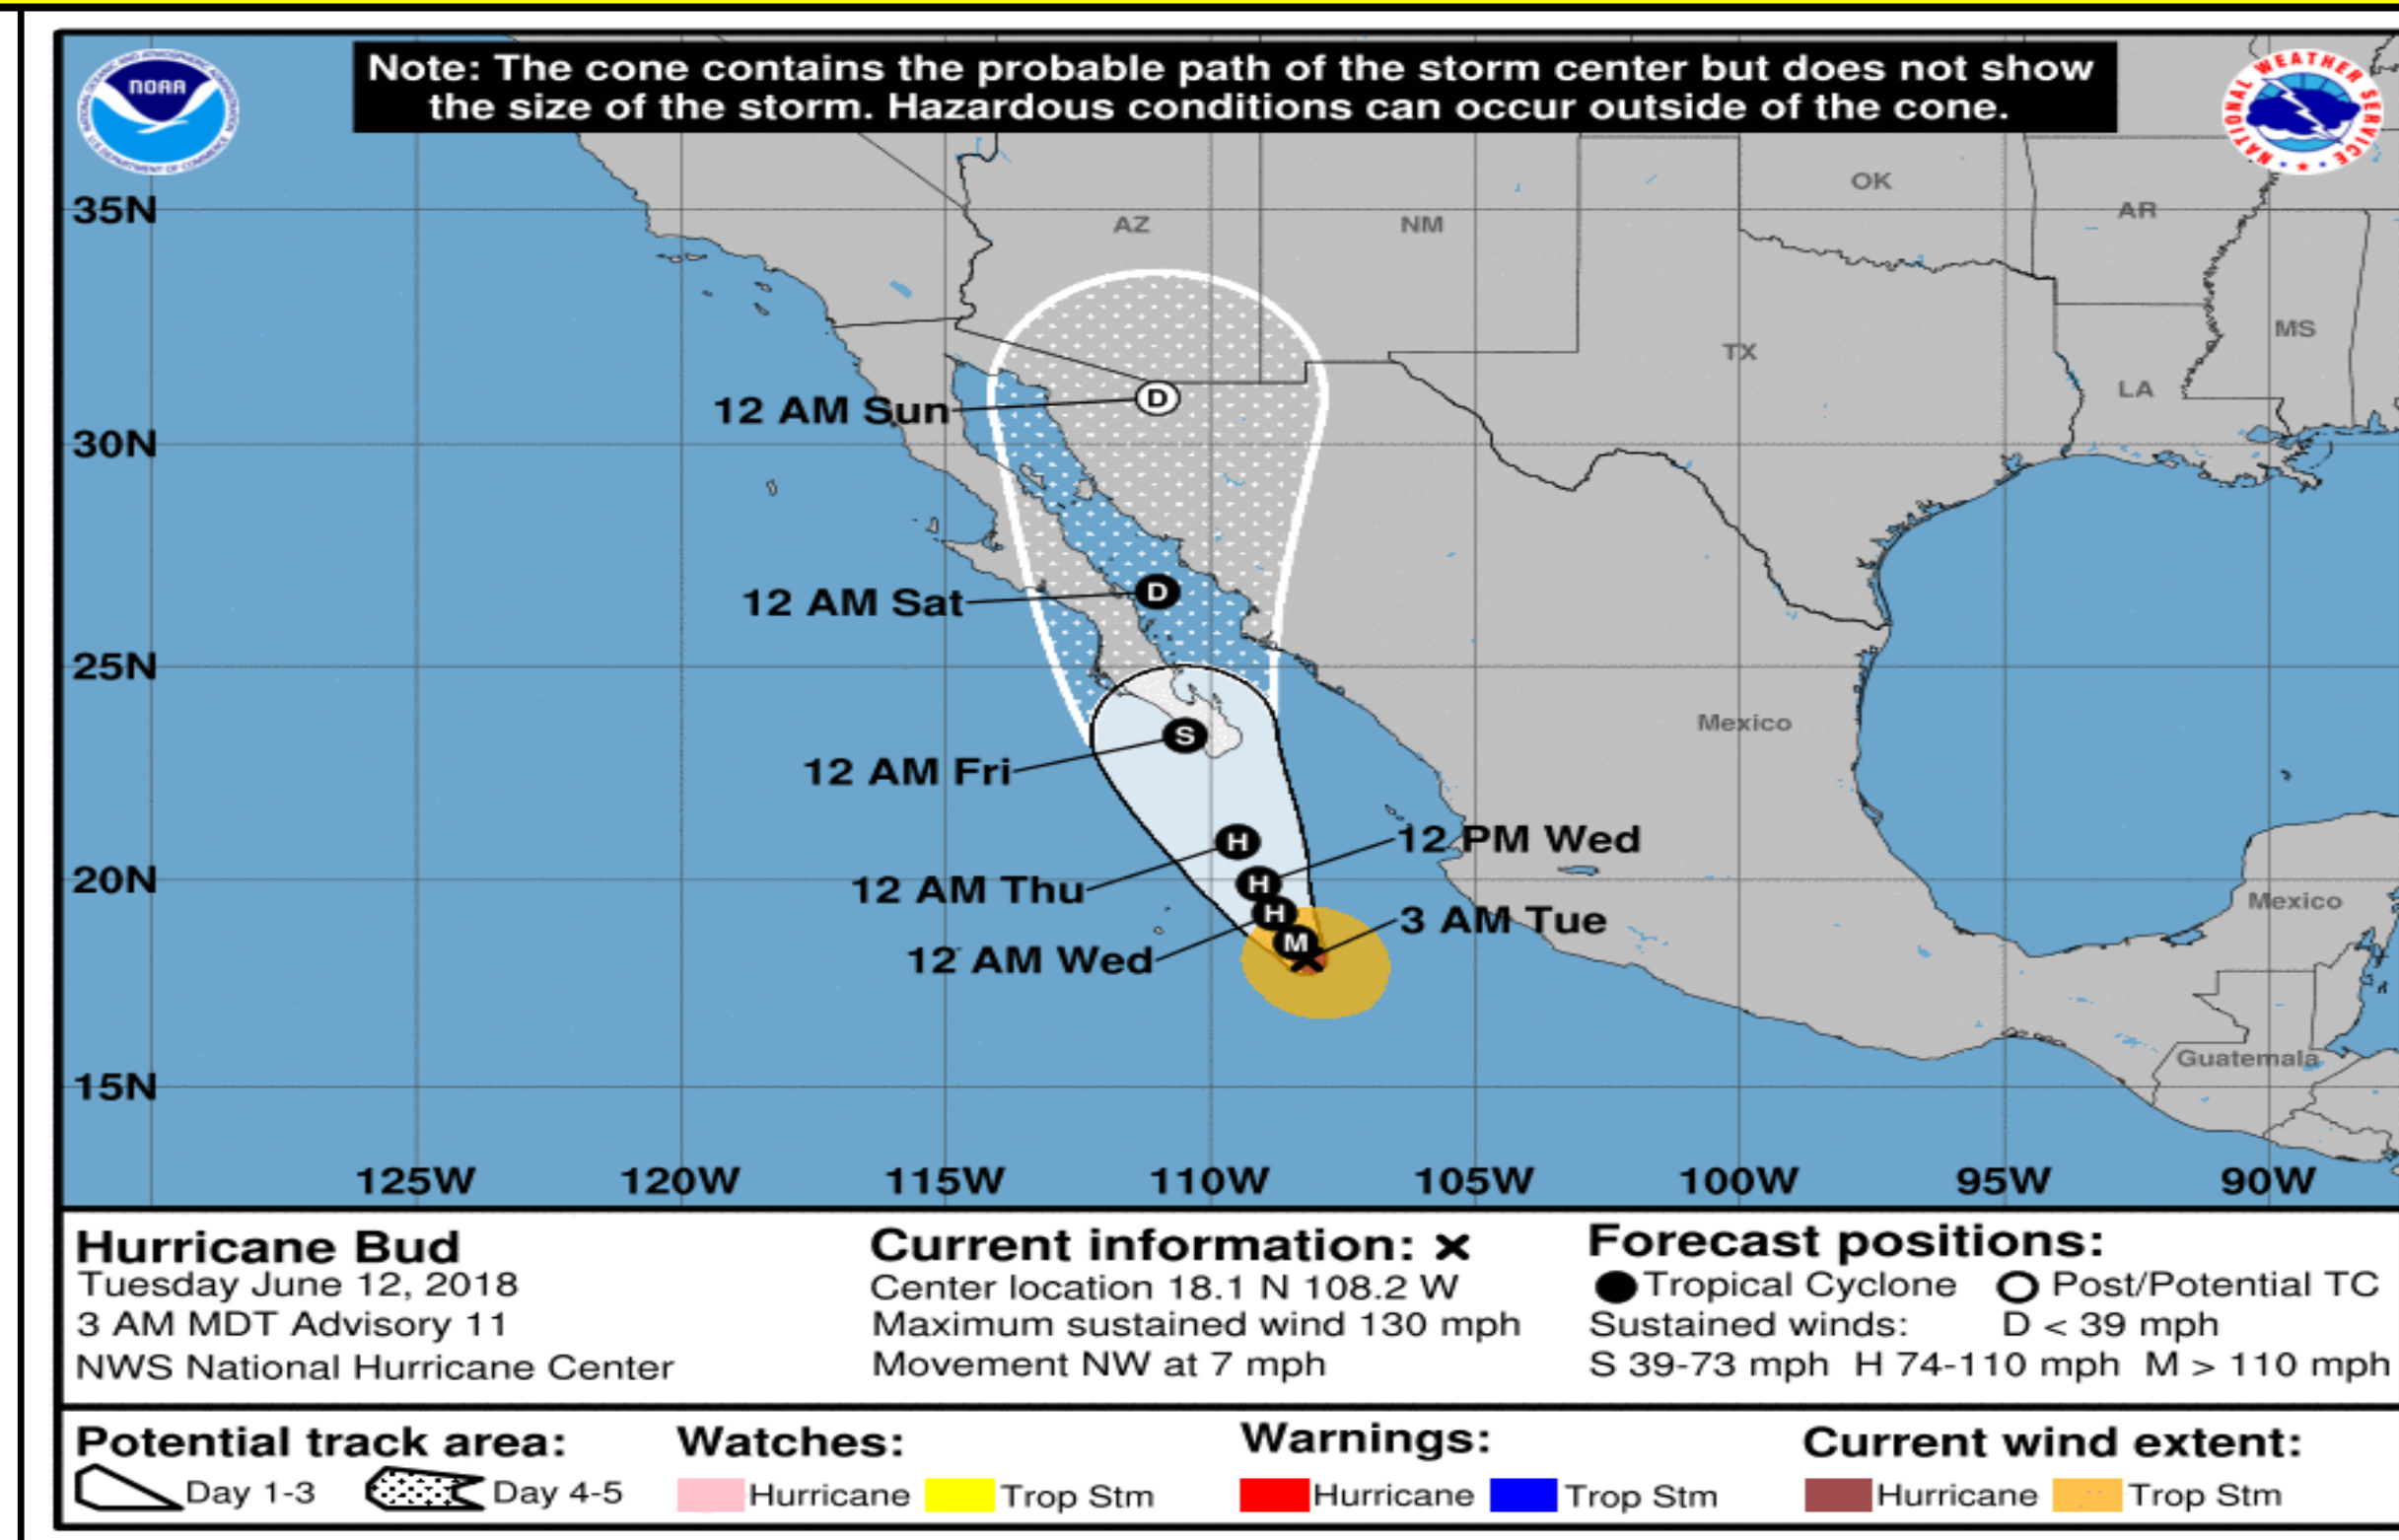 Note: The cone contains the probable path of the storm center but does not show
the size of the storm. Hazardous conditions can occur outside of the cone.
NOAA
NATIONAL WEATHER SERVICE
35N
30N
25N
20N
15N
AZ
NM
OK
AR
TX
MS
LA
12 AM Sun
D
12 AM Sat
D
Mexico
S
12 AM Fri
H
12 PM Wed
12 AM Thu
H
Mexico
H
3 AM Tue
M
12 AM Wed
Guatemala
125W
120W
115W
110W
105W
100W
95W
90W
Hurricane Bud
Tuesday June 12, 2018
3 AM MDT Advisory 11
NWS National Hurricane Center
Current information: x
Center location 18.1 N 108.2 W
Maximum sustained wind 130 mph
Movement NW at 7 mph
Forecast positions:
Tropical Cyclone Post/Potential TC
Sustained winds: D < 39 mph
S 39-73 mph H 74-110 mph M > 110 mph
Potential track area:
Day 1-3 Day 4-5
Watches:
Hurricane Trop Stm
Warnings:
Hurricane Trop Stm
Current wind extent:
Hurricane Trop Stm